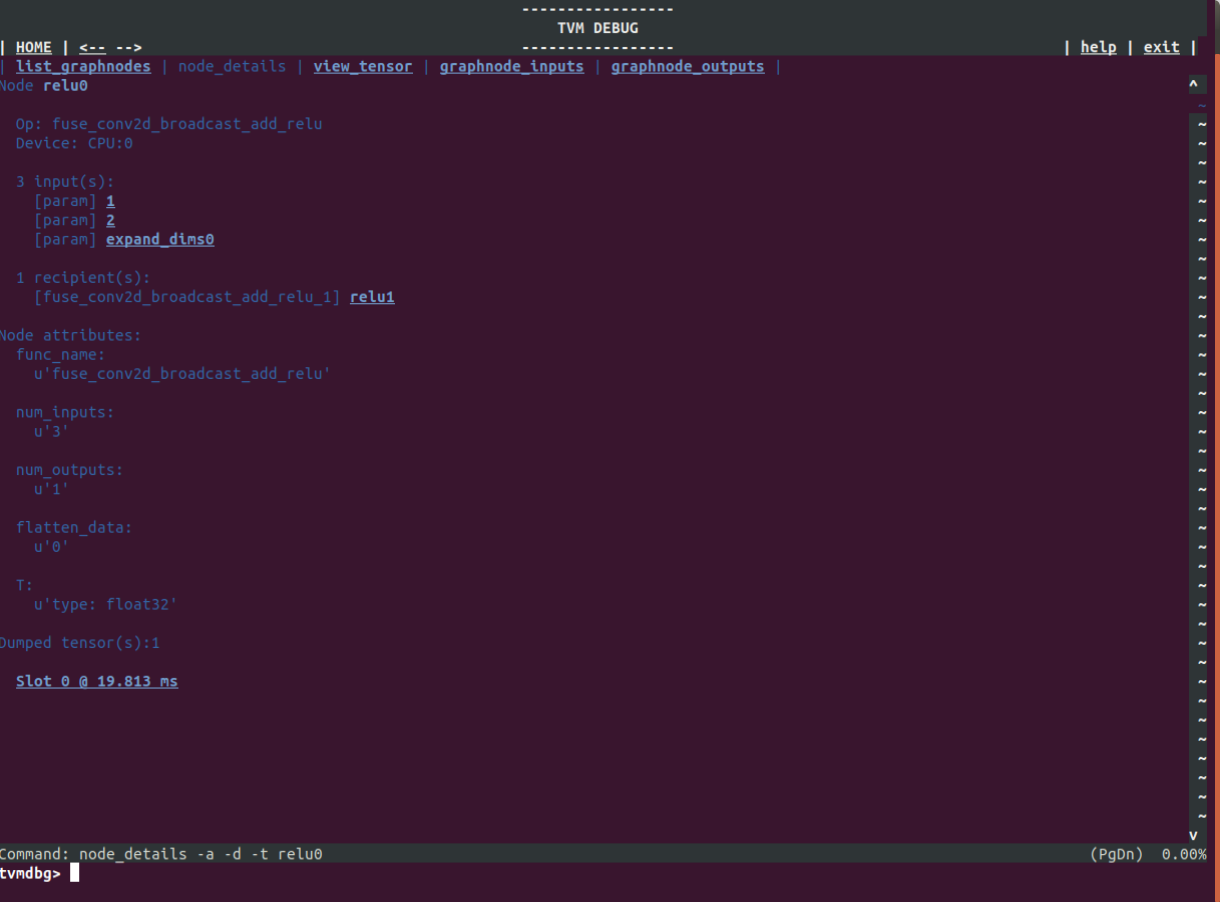 -----------------
TVM DEBUG
| HOME | <-- -->
-----------------
| help | exit |
| list_graphnodes | node_details | view_tensor | graphnode_inputs | graphnode_outputs |
Node relu0
^
Op: fuse_conv2d_broadcast_add_relu
Device: CPU:0
3 input(s):
[param] 1
[param] 2
[param] expand_dims0
1 recipient(s):
[fuse_conv2d_broadcast_add_relu_1] relu1
Node attributes:
func_name:
u'fuse_conv2d_broadcast_add_relu'
num_inputs:
u'3'
num_outputs:
u'1'
flatten_data:
u'0'
T:
u'type: float32'
Dumped tensor(s):1
Slot 0 @ 19.813 ms
v
Command: node_details -a -d -t relu0
(PgDn) 0.00%
tvmdbg>